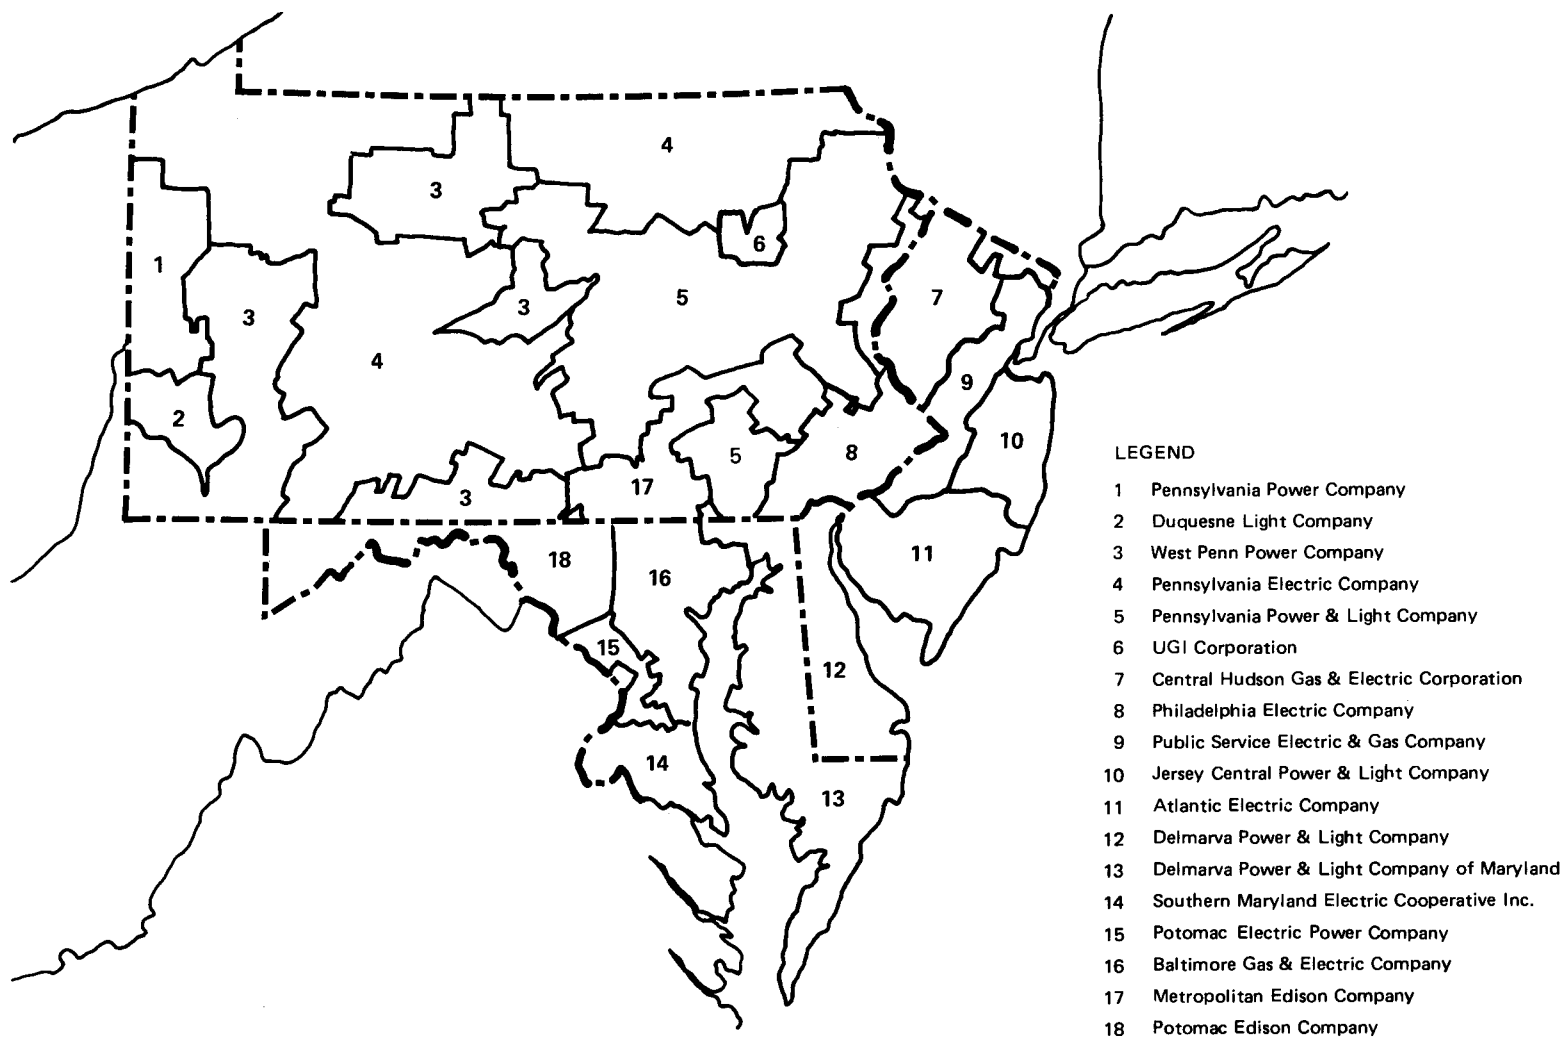 4
3
6
1
5
7
3
3
4
9
2
10
5
8
3
17
18
11
16
15
12
14
13
LEGEND
1 Pennsylvania Power Company
2 Duquesne Light Company
3 West Penn Power Company
4 Pennsylvania Electric Company
5 Pennsylvania Power & Light Company
6 UGI Corporation
7 Central Hudson Gas & Electric Corporation
8 Philadelphia Electric Company
9 Public Service Electric & Gas Company
10 Jersey Central Power & Light Company
11 Atlantic Electric Company
12 Delmarva Power & Light Company
13 Delmarva Power & Light Company of Maryland
14 Southern Maryland Electric Cooperative Inc.
15 Potomac Electric Power Company
16 Baltimore Gas & Electric Company
17 Metropolitan Edison Company
18 Potomac Edison Company